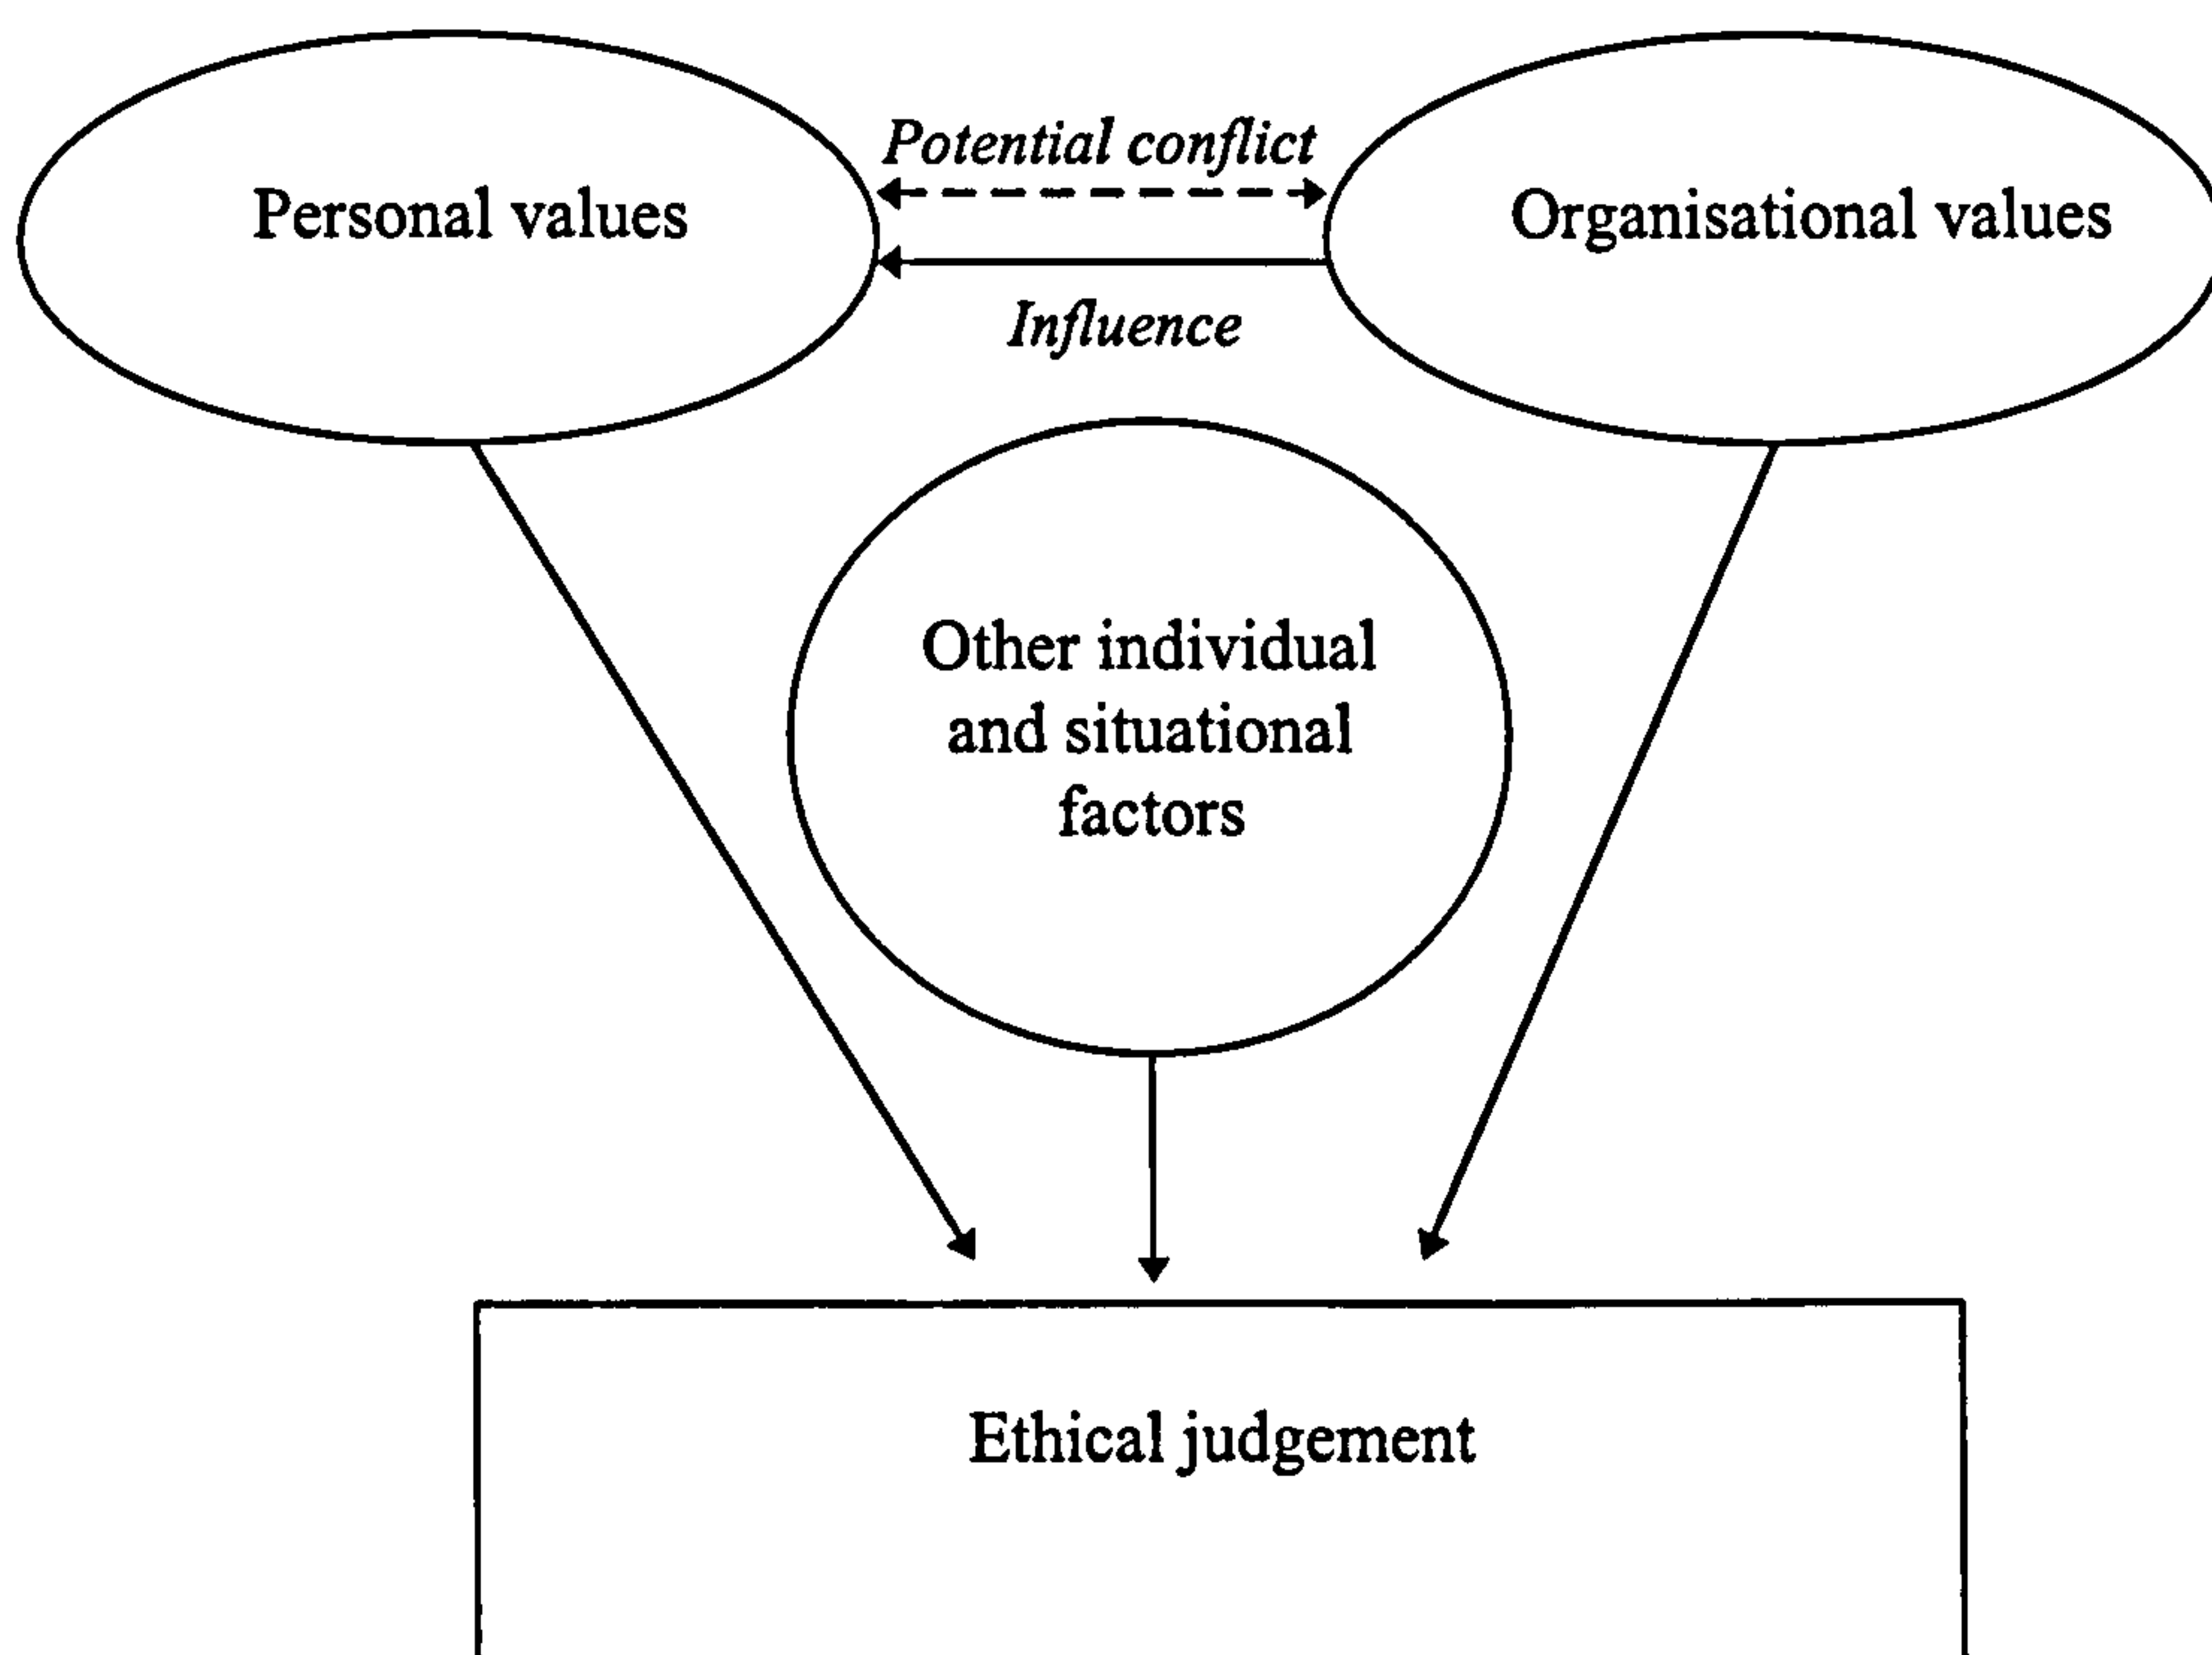 Potential conflict
Personal values
Organisational values
Influence
Other individual
and situational
factors
Ethical judgement